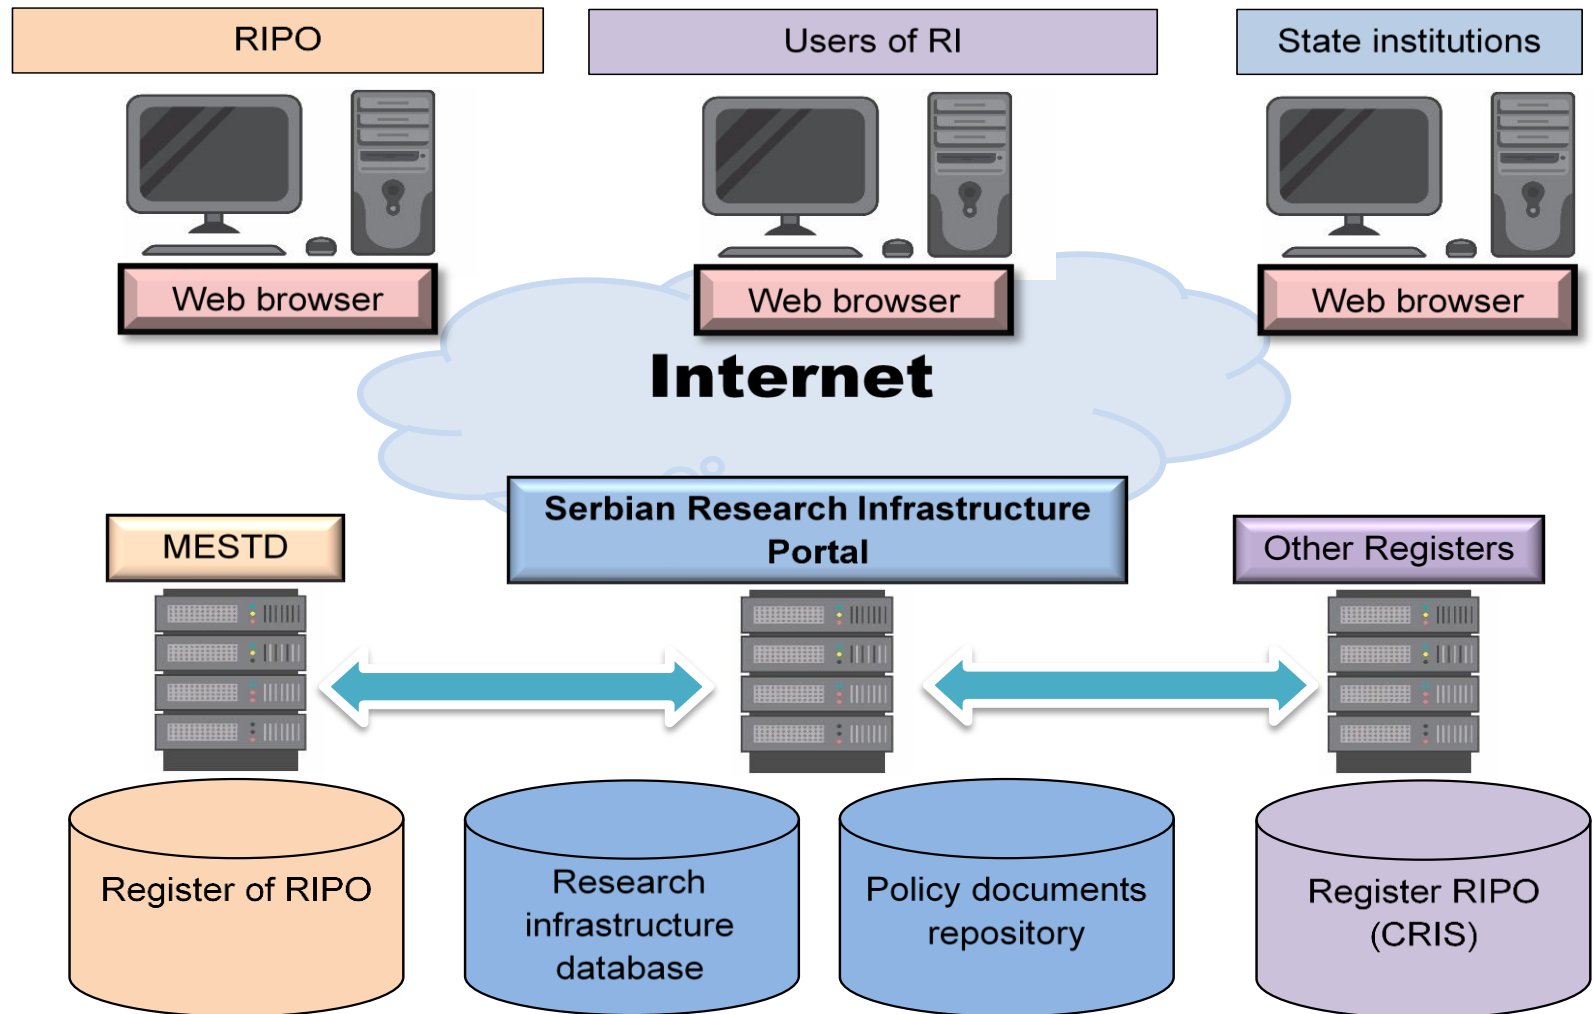 RIPO
Users of RI
State institutions
Web browser
Web browser
Web browser
Internet
Serbian Research Infrastructure
Portal
MESTD
Other Registers
Register of RIPO
Research
infrastructure
database
Policy documents
repository
Register RIPO
(CRIS)